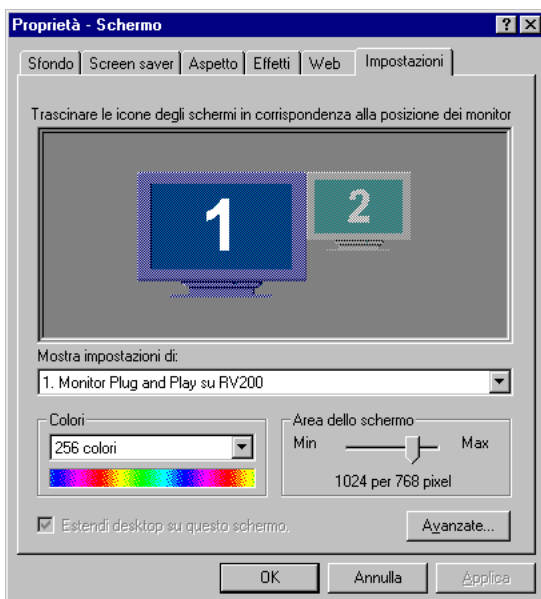 Proprietà - Schermo
Sfondo Screen saver Aspetto Effetti Web Impostazioni
Trascinare le icone degli schermi in corrispondenza alla posizione dei monitor
1 2
Mostra impostazioni di:
1. Monitor Plug and Play su RV200
Colori
256 colori
Area dello schermo
Min Max
1024 per 768 pixel
Estendi desktop su questo schermo.
Avanzate...
OK Annulla Applica